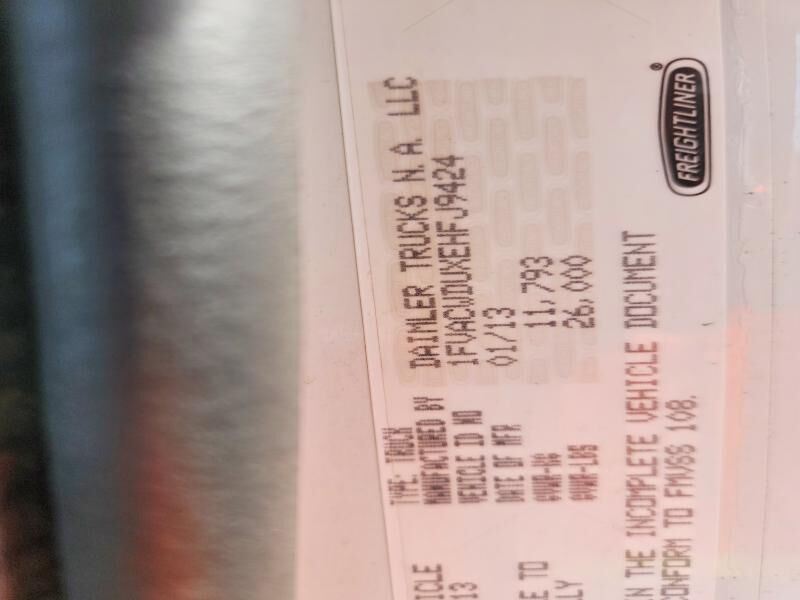 TYPE: TRUCK
MANUFACTURED BY DAIMLER TRUCKS N.A. LLC
VEHICLE ID NO 1FVACWDUXEHFJ9424
DATE OF MFR 01/13
GVWR-KG 11,793
GVWR-LBS 26,000
ICLE
13
E TO
LY
N THE INCOMPLETE VEHICLE DOCUMENT
CONFORM TO FMVSS 108.
FREIGHTLINER®